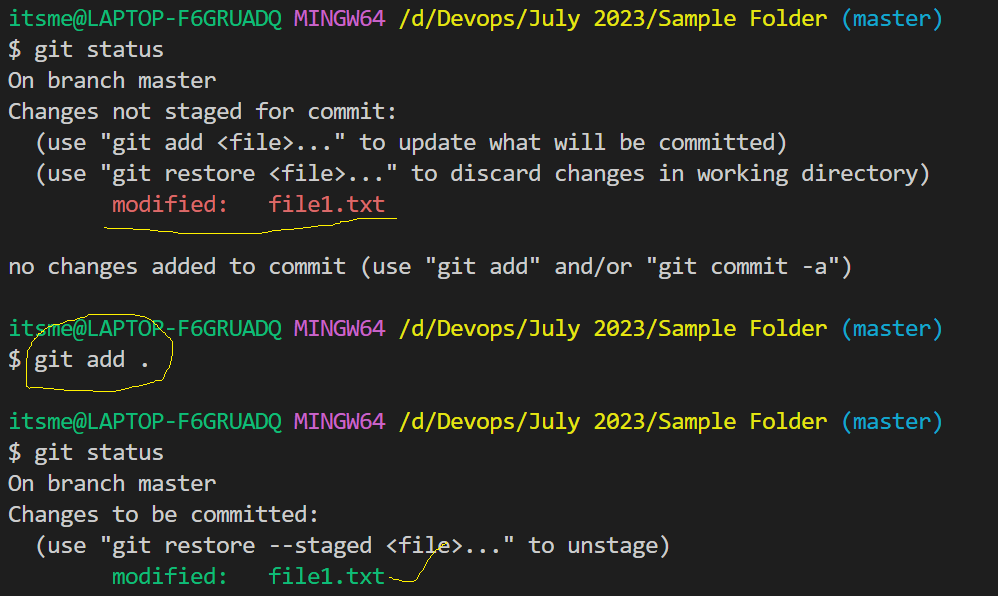 itsme@LAPTOP-F6GRUADQ MINGW64 /d/Devops/July 2023/Sample Folder (master)
$ git status
On branch master
Changes not staged for commit:
  (use "git add <file>..." to update what will be committed)
  (use "git restore <file>..." to discard changes in working directory)
        modified:   file1.txt

no changes added to commit (use "git add" and/or "git commit -a")

itsme@LAPTOP-F6GRUADQ MINGW64 /d/Devops/July 2023/Sample Folder (master)
$ git add .

itsme@LAPTOP-F6GRUADQ MINGW64 /d/Devops/July 2023/Sample Folder (master)
$ git status
On branch master
Changes to be committed:
  (use "git restore --staged <file>..." to unstage)
        modified:   file1.txt